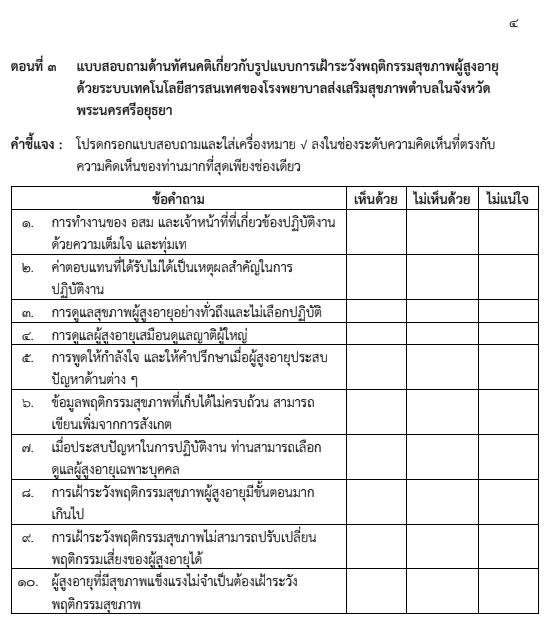 ๔
ตอนที่ ๓ แบบสอบถามด้านทัศนคติเกี่ยวกับรูปแบบการเฝ้าระวังพฤติกรรมสุขภาพผู้สูงอายุ
ด้วยระบบเทคโนโลยีสารสนเทศของโรงพยาบาลส่งเสริมสุขภาพตำบลในจังหวัด
พระนครศรีอยุธยา
คำชี้แจง : โปรดกรอกแบบสอบถามและใส่เครื่องหมาย √ ลงในช่องระดับความคิดเห็นที่ตรงกับ
ความคิดเห็นของท่านมากที่สุดเพียงช่องเดียว
ข้อคำถาม เห็นด้วย ไม่เห็นด้วย ไม่แน่ใจ
๑. การทำงานของ อสม และเจ้าหน้าที่ที่เกี่ยวข้องปฏิบัติงาน
ด้วยความเต็มใจ และทุ่มเท
๒. ค่าตอบแทนที่ได้รับไม่ได้เป็นเหตุผลสำคัญในการ
ปฏิบัติงาน
๓. การดูแลสุขภาพผู้สูงอายุอย่างทั่วถึงและไม่เลือกปฏิบัติ
๔. การดูแลผู้สูงอายุเสมือนดูแลญาติผู้ใหญ่
๕. การพูดให้กำลังใจ และให้คำปรึกษาเมื่อผู้สูงอายุประสบ
ปัญหาด้านต่าง ๆ
๖. ข้อมูลพฤติกรรมสุขภาพที่เก็บได้ไม่ครบถ้วน สามารถ
เขียนเพิ่มจากการสังเกต
๗. เมื่อประสบปัญหาในการปฏิบัติงาน ท่านสามารถเลือก
ดูแลผู้สูงอายุเฉพาะบุคคล
๘. การเฝ้าระวังพฤติกรรมสุขภาพผู้สูงอายุมีขั้นตอนมาก
เกินไป
๙. การเฝ้าระวังพฤติกรรมสุขภาพไม่สามารถปรับเปลี่ยน
พฤติกรรมเสี่ยงของผู้สูงอายุได้
๑๐. ผู้สูงอายุที่มีสุขภาพแข็งแรงไม่จำเป็นต้องเฝ้าระวัง
พฤติกรรมสุขภาพ